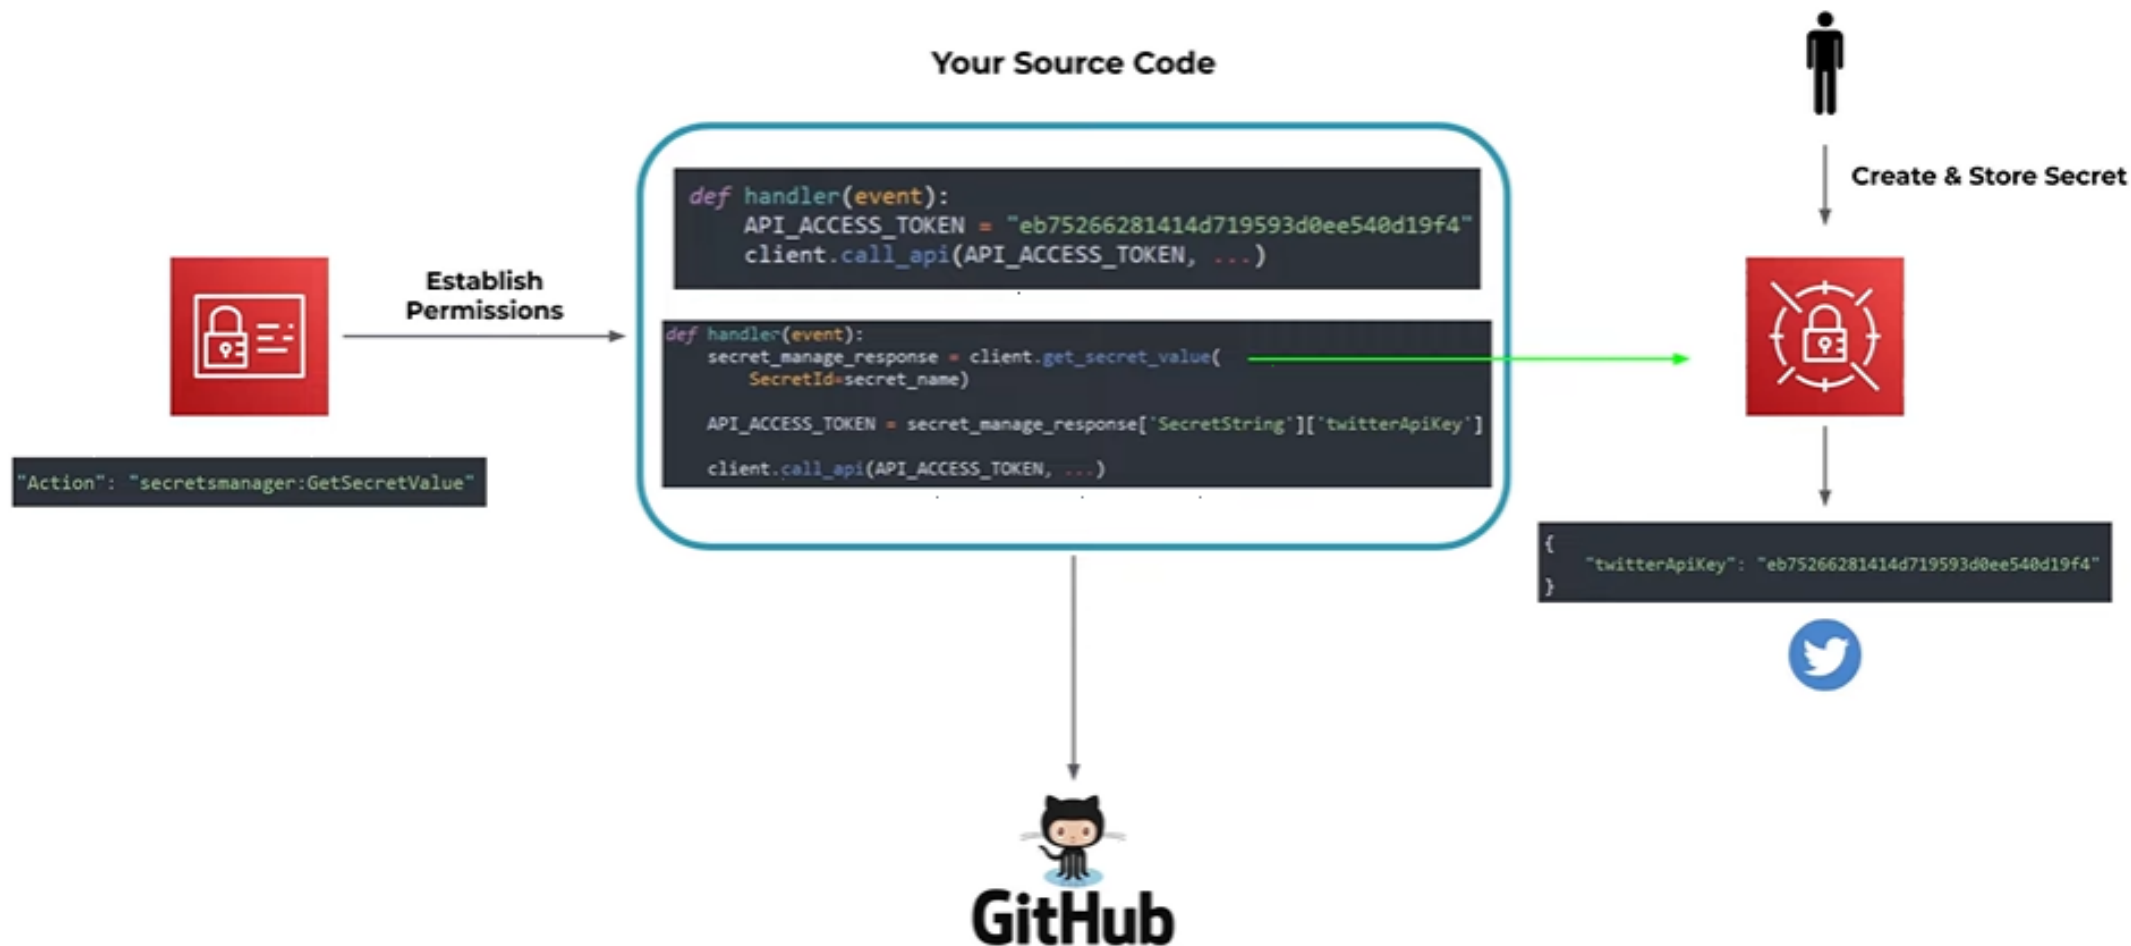 Your Source Code
Create & Store Secret
Establish
Permissions
"Action": "secretsmanager:GetSecretValue"
def handler(event):
    API_ACCESS_TOKEN = "eb75266281414d719593d0ee540d19f4"
    client.call_api(API_ACCESS_TOKEN, ...)
def handler(event):
    secret_manage_response = client.get_secret_value(
        SecretId=secret_name)
    API_ACCESS_TOKEN = secret_manage_response['SecretString']['twitterApiKey']
    client.call_api(API_ACCESS_TOKEN, ...)
{
    "twitterApiKey": "eb75266281414d719593d0ee540d19f4"
}
GitHub